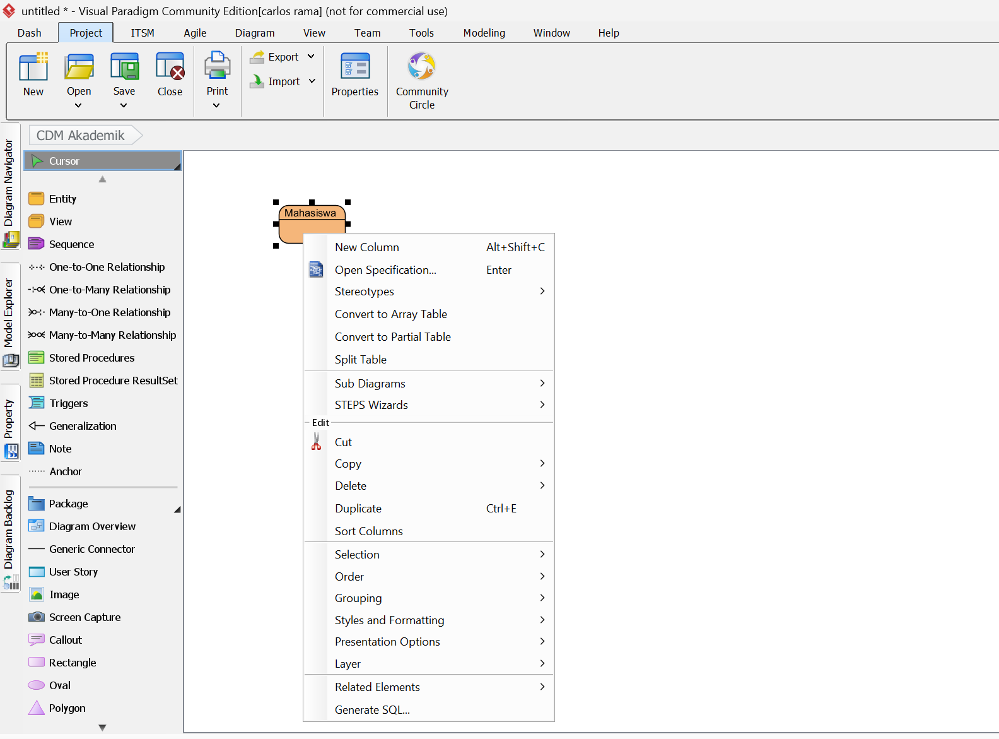 untitled * - Visual Paradigm Community Edition[carlos rama] (not for commercial use)
Dash Project ITSM Agile Diagram View Team Tools Modeling Window Help
New
Open
Save
Close
Print
Export
Import
Properties
Community
Circle
CDM Akademik
Diagram Navigator
Model Explorer
Property
Diagram Backlog
Cursor
Entity
View
Sequence
One-to-One Relationship
One-to-Many Relationship
Many-to-One Relationship
Many-to-Many Relationship
Stored Procedures
Stored Procedure ResultSet
Triggers
Generalization
Note
Anchor
Package
Diagram Overview
Generic Connector
User Story
Image
Screen Capture
Callout
Rectangle
Oval
Polygon
Mahasiswa
New Column Alt+Shift+C
Open Specification... Enter
Stereotypes
Convert to Array Table
Convert to Partial Table
Split Table
Sub Diagrams
STEPS Wizards
Edit
Cut
Copy
Delete
Duplicate Ctrl+E
Sort Columns
Selection
Order
Grouping
Styles and Formatting
Presentation Options
Layer
Related Elements
Generate SQL...